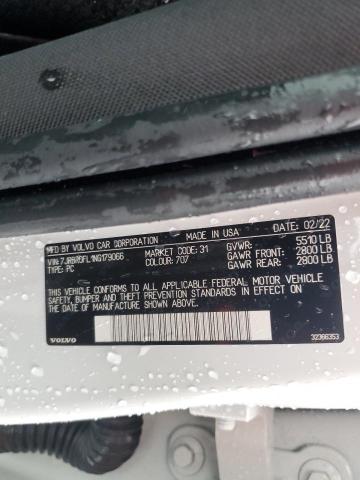 MFD. BY VOLVO CAR CORPORATION MADE IN USA DATE: 02/22
VIN: 7JR6R0FL1NG179066 MARKET CODE: 31 GVWR: 5510 LB
TYPE: PC COLOUR: 707 GAWR FRONT: 2800 LB
GAWR REAR: 2800 LB
THIS VEHICLE CONFORMS TO ALL APPLICABLE FEDERAL MOTOR VEHICLE
SAFETY, BUMPER AND THEFT PREVENTION STANDARDS IN EFFECT ON
THE DATE OF MANUFACTURE SHOWN ABOVE.
VOLVO 32366353